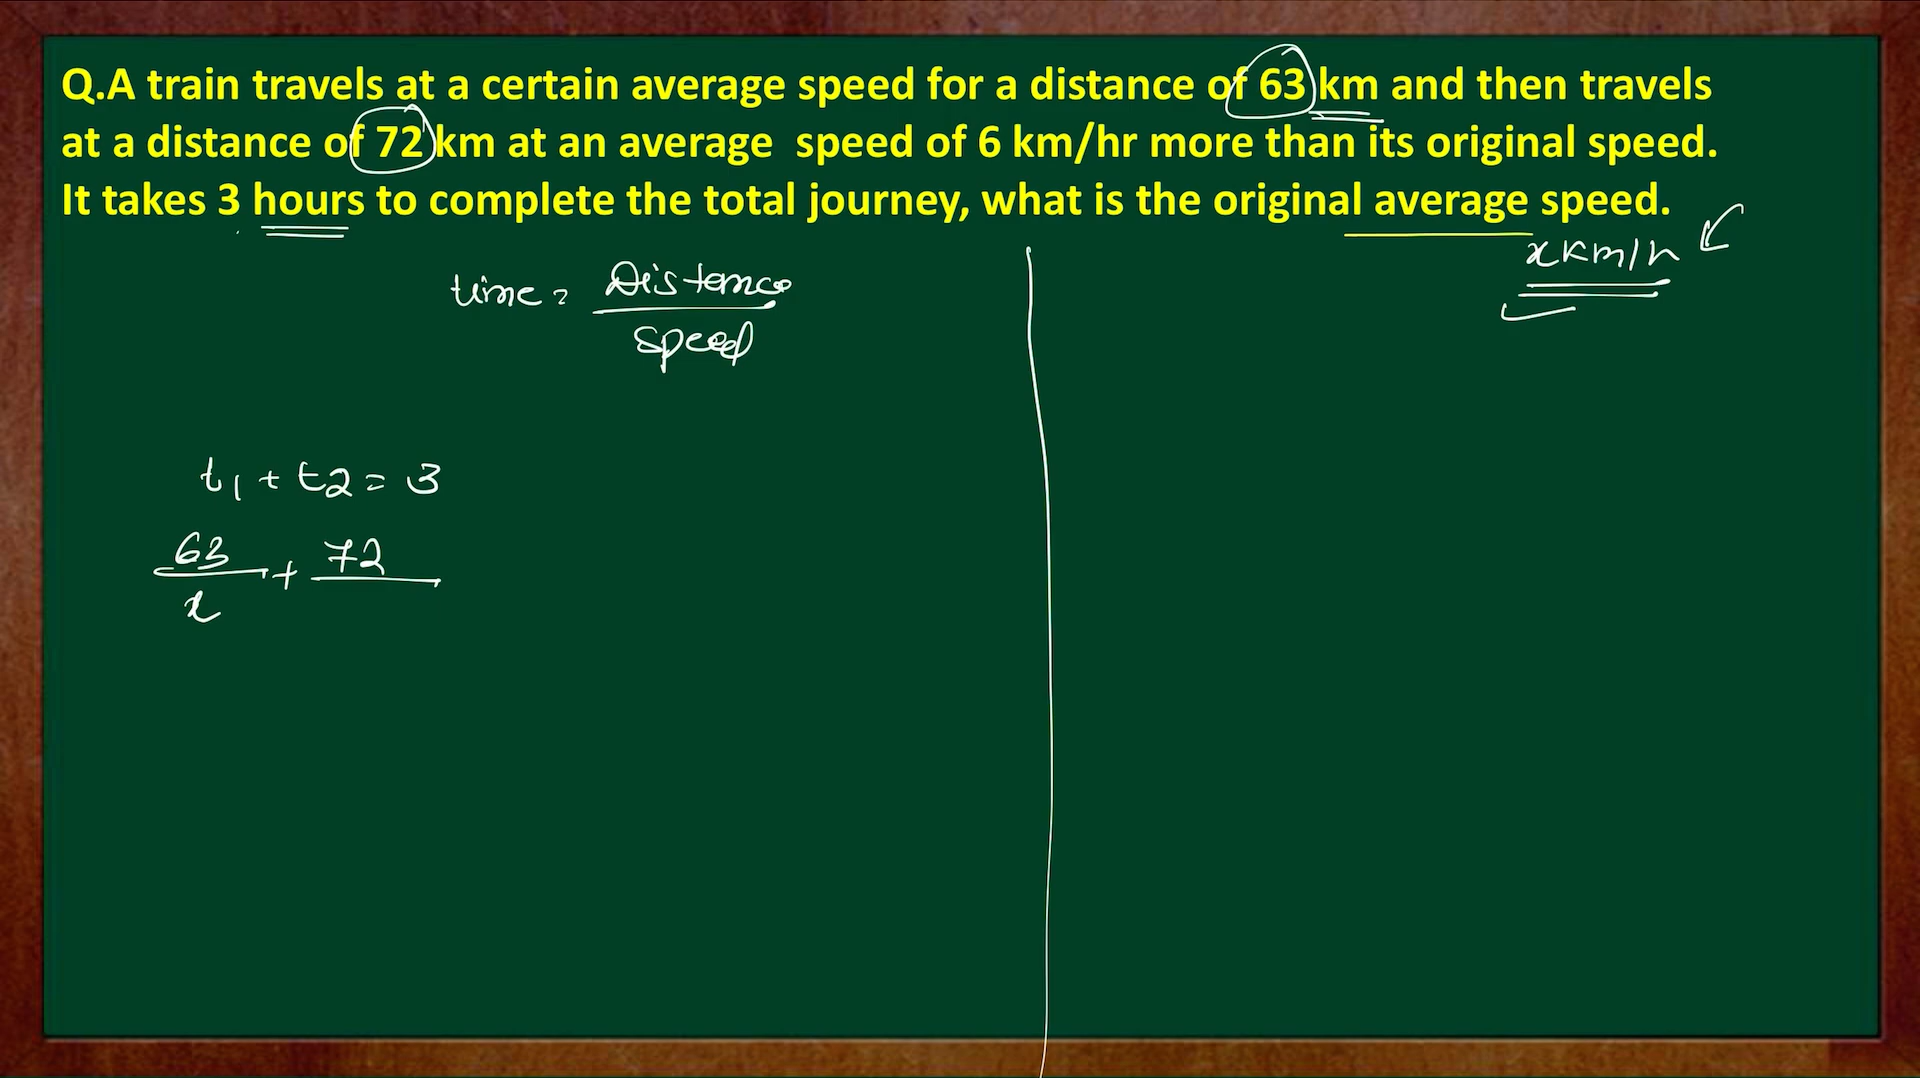 Q.A train travels at a certain average speed for a distance of 63 km and then travels
at a distance of 72 km at an average speed of 6 km/hr more than its original speed.
It takes 3 hours to complete the total journey, what is the original average speed.
x km/h
time = Distance
speed
t1 + t2 = 3
63 + 72
x